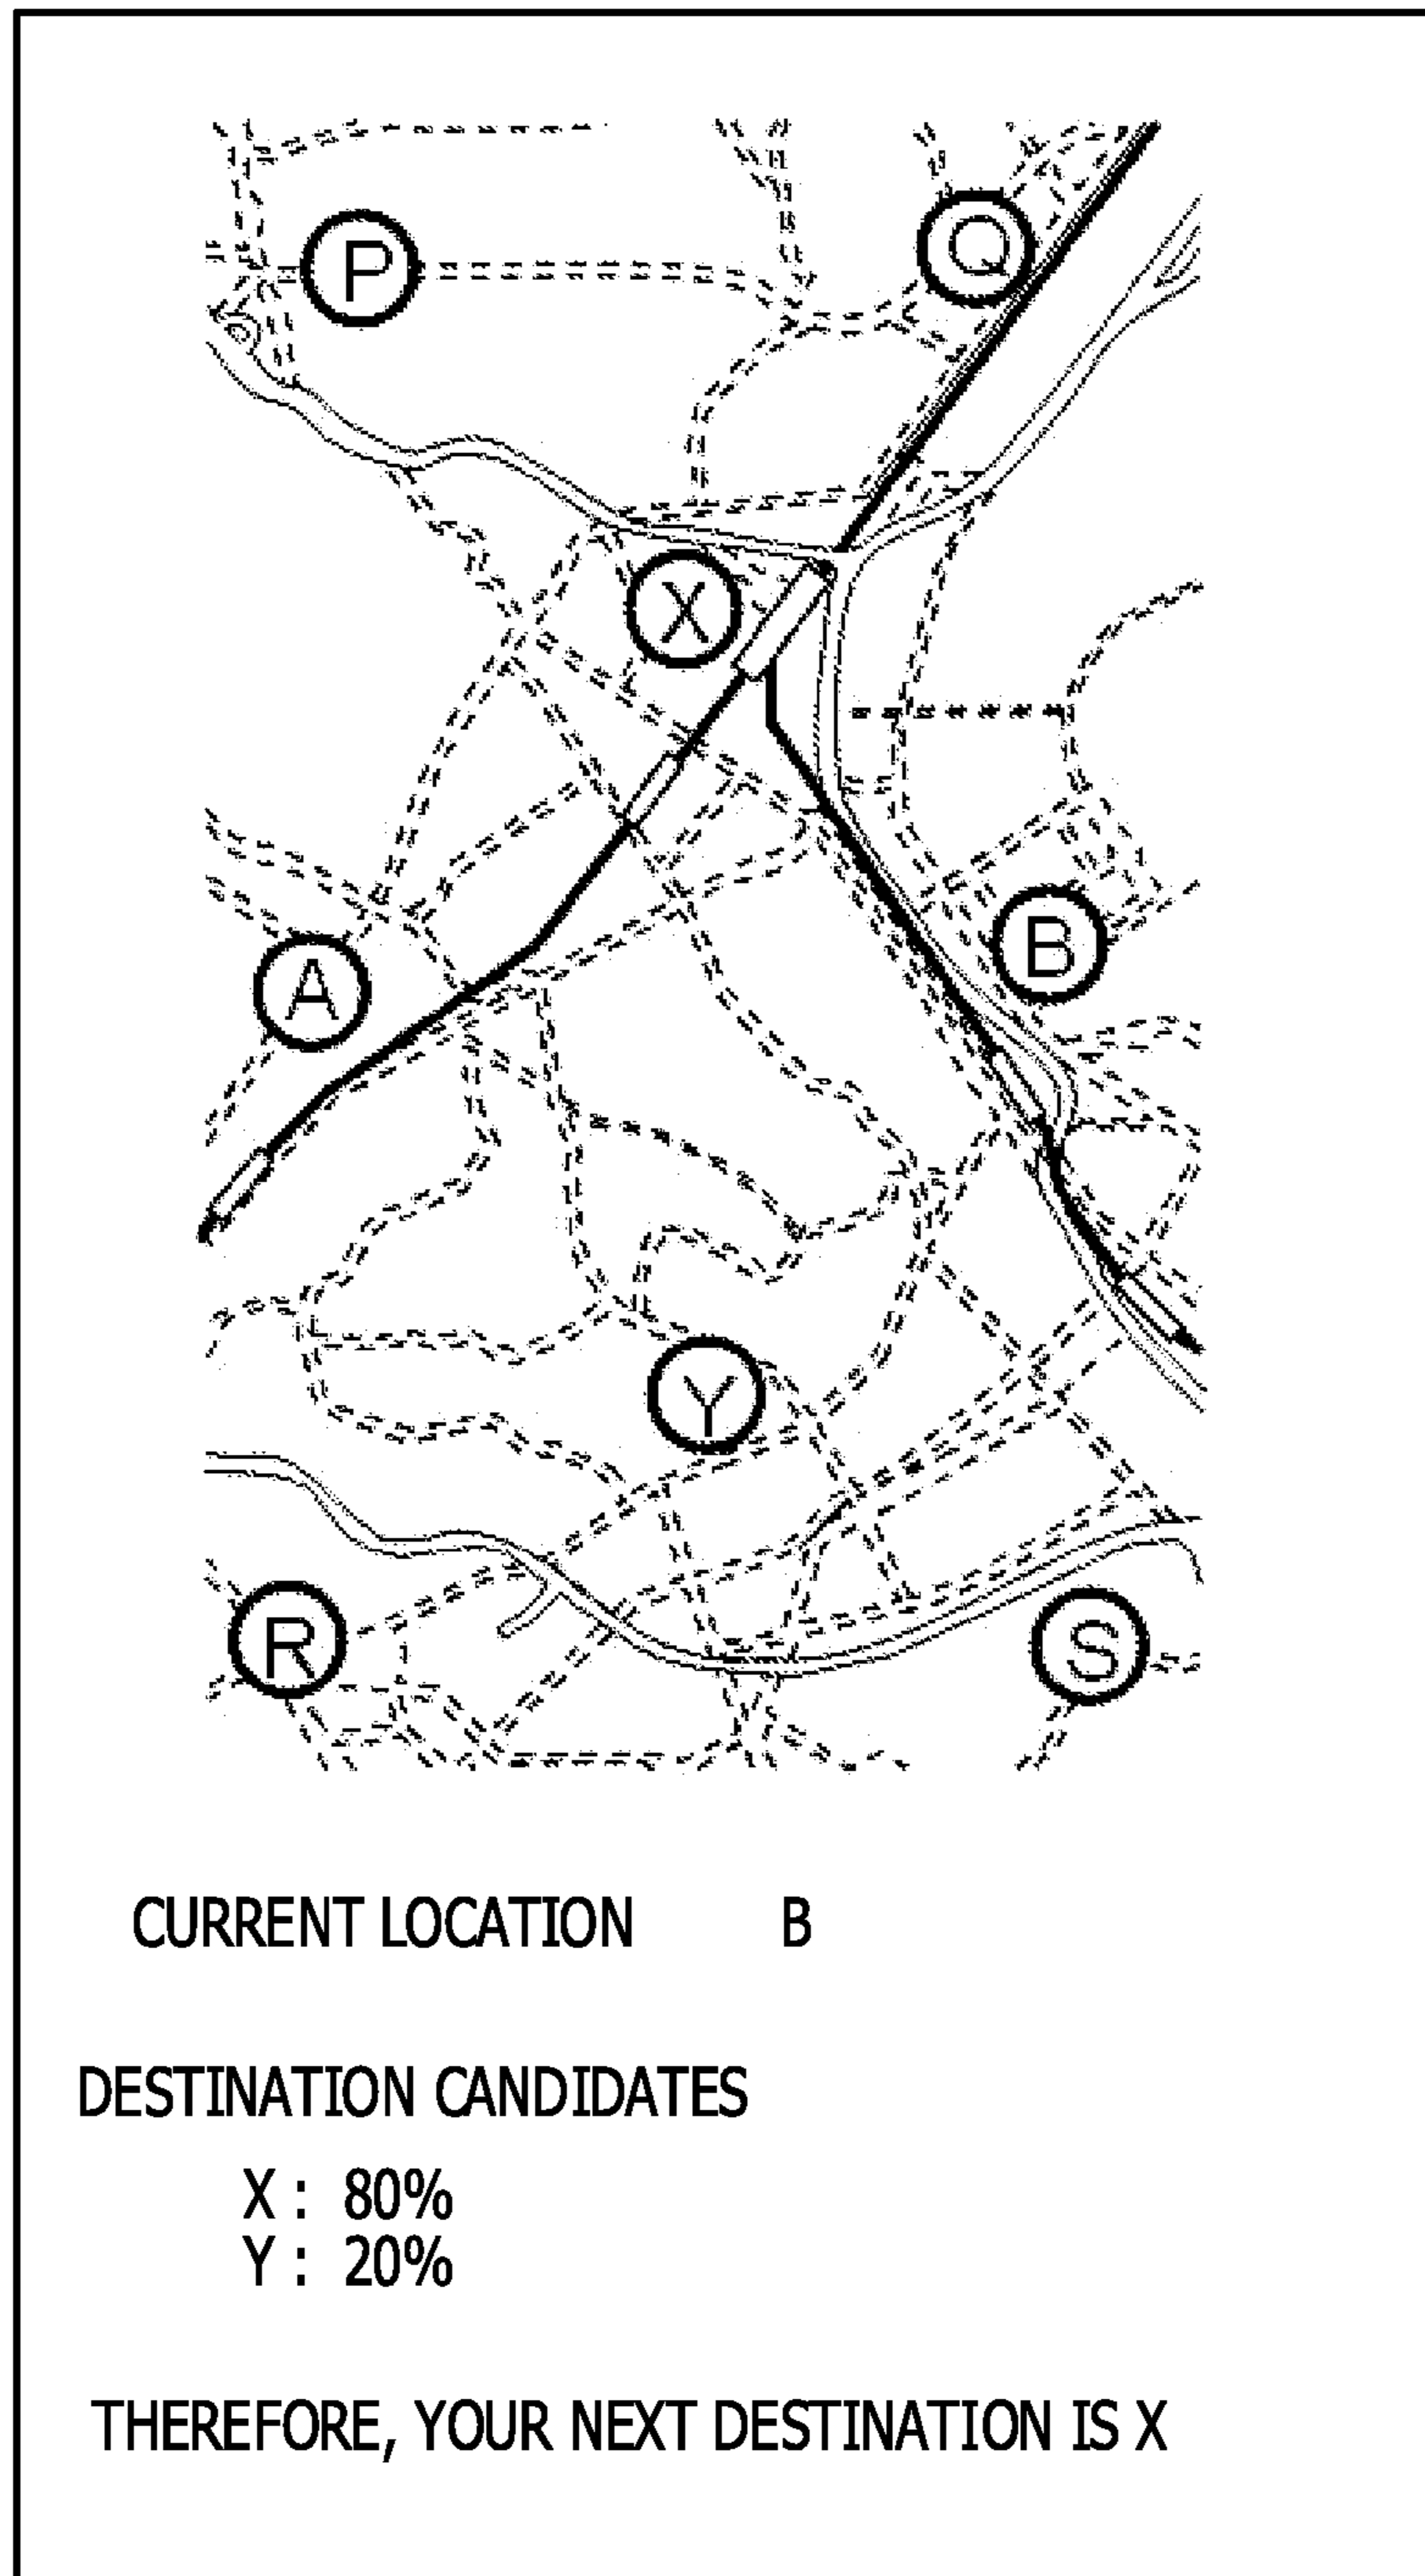 P
Q
X
B
A
Y
R
S
CURRENT LOCATION B
DESTINATION CANDIDATES
X : 80%
Y : 20%
THEREFORE, YOUR NEXT DESTINATION IS X